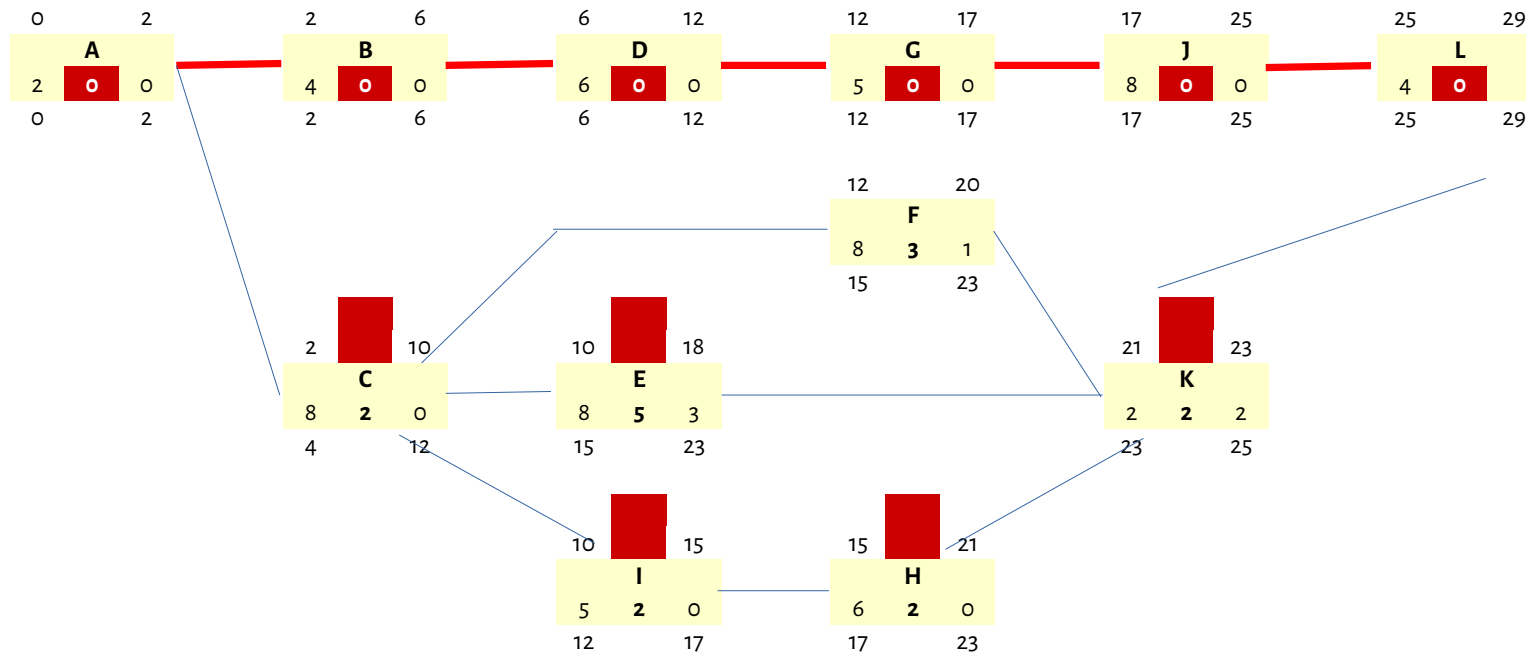 0 2 2 6 6 12 12 17 17 25 25 29
A B D G J L
2 0 0 4 0 0 6 0 0 5 0 0 8 0 0 4 0
0 2 2 6 6 12 12 17 17 25 25 29
12 20
F
8 3 1
15 23
2 10 10 18 21 23
C E K
8 2 0 8 5 3 2 2 2
4 12 15 23 23 25
10 15 15 21
I H
5 2 0 6 2 0
12 17 17 23